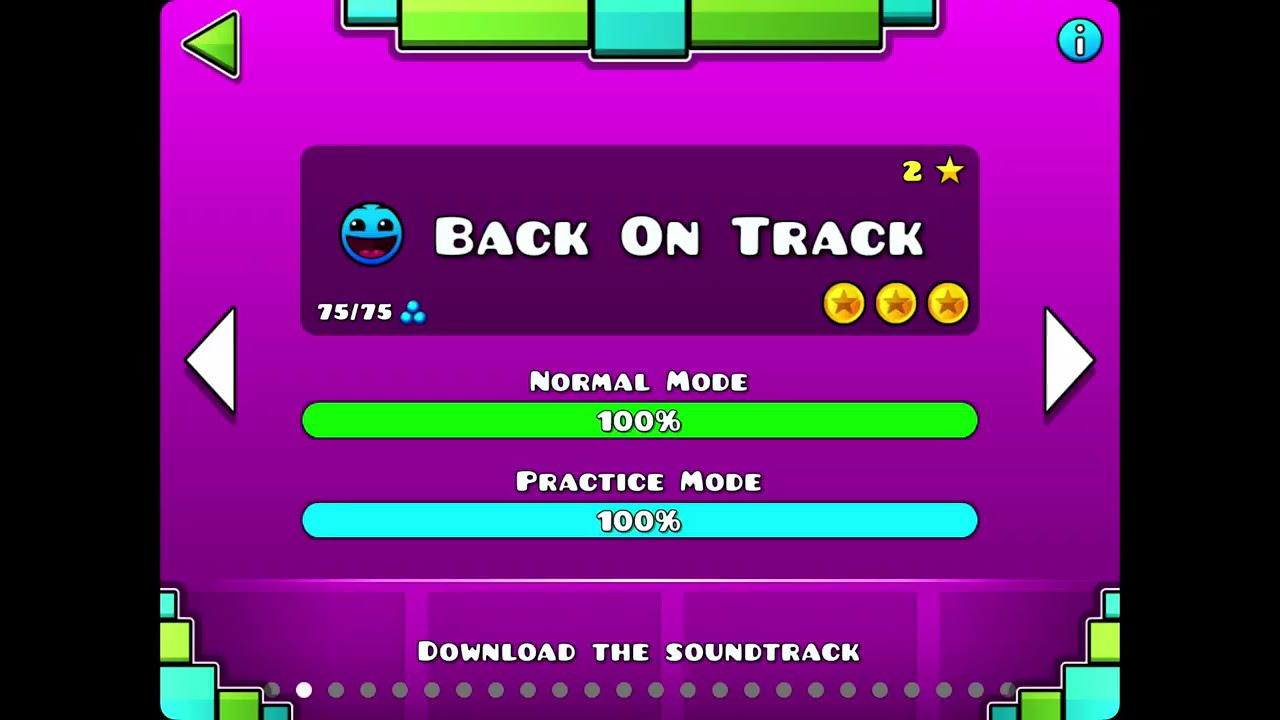 2
Back On Track
75/75
Normal Mode
100%
Practice Mode
100%
Download the soundtrack